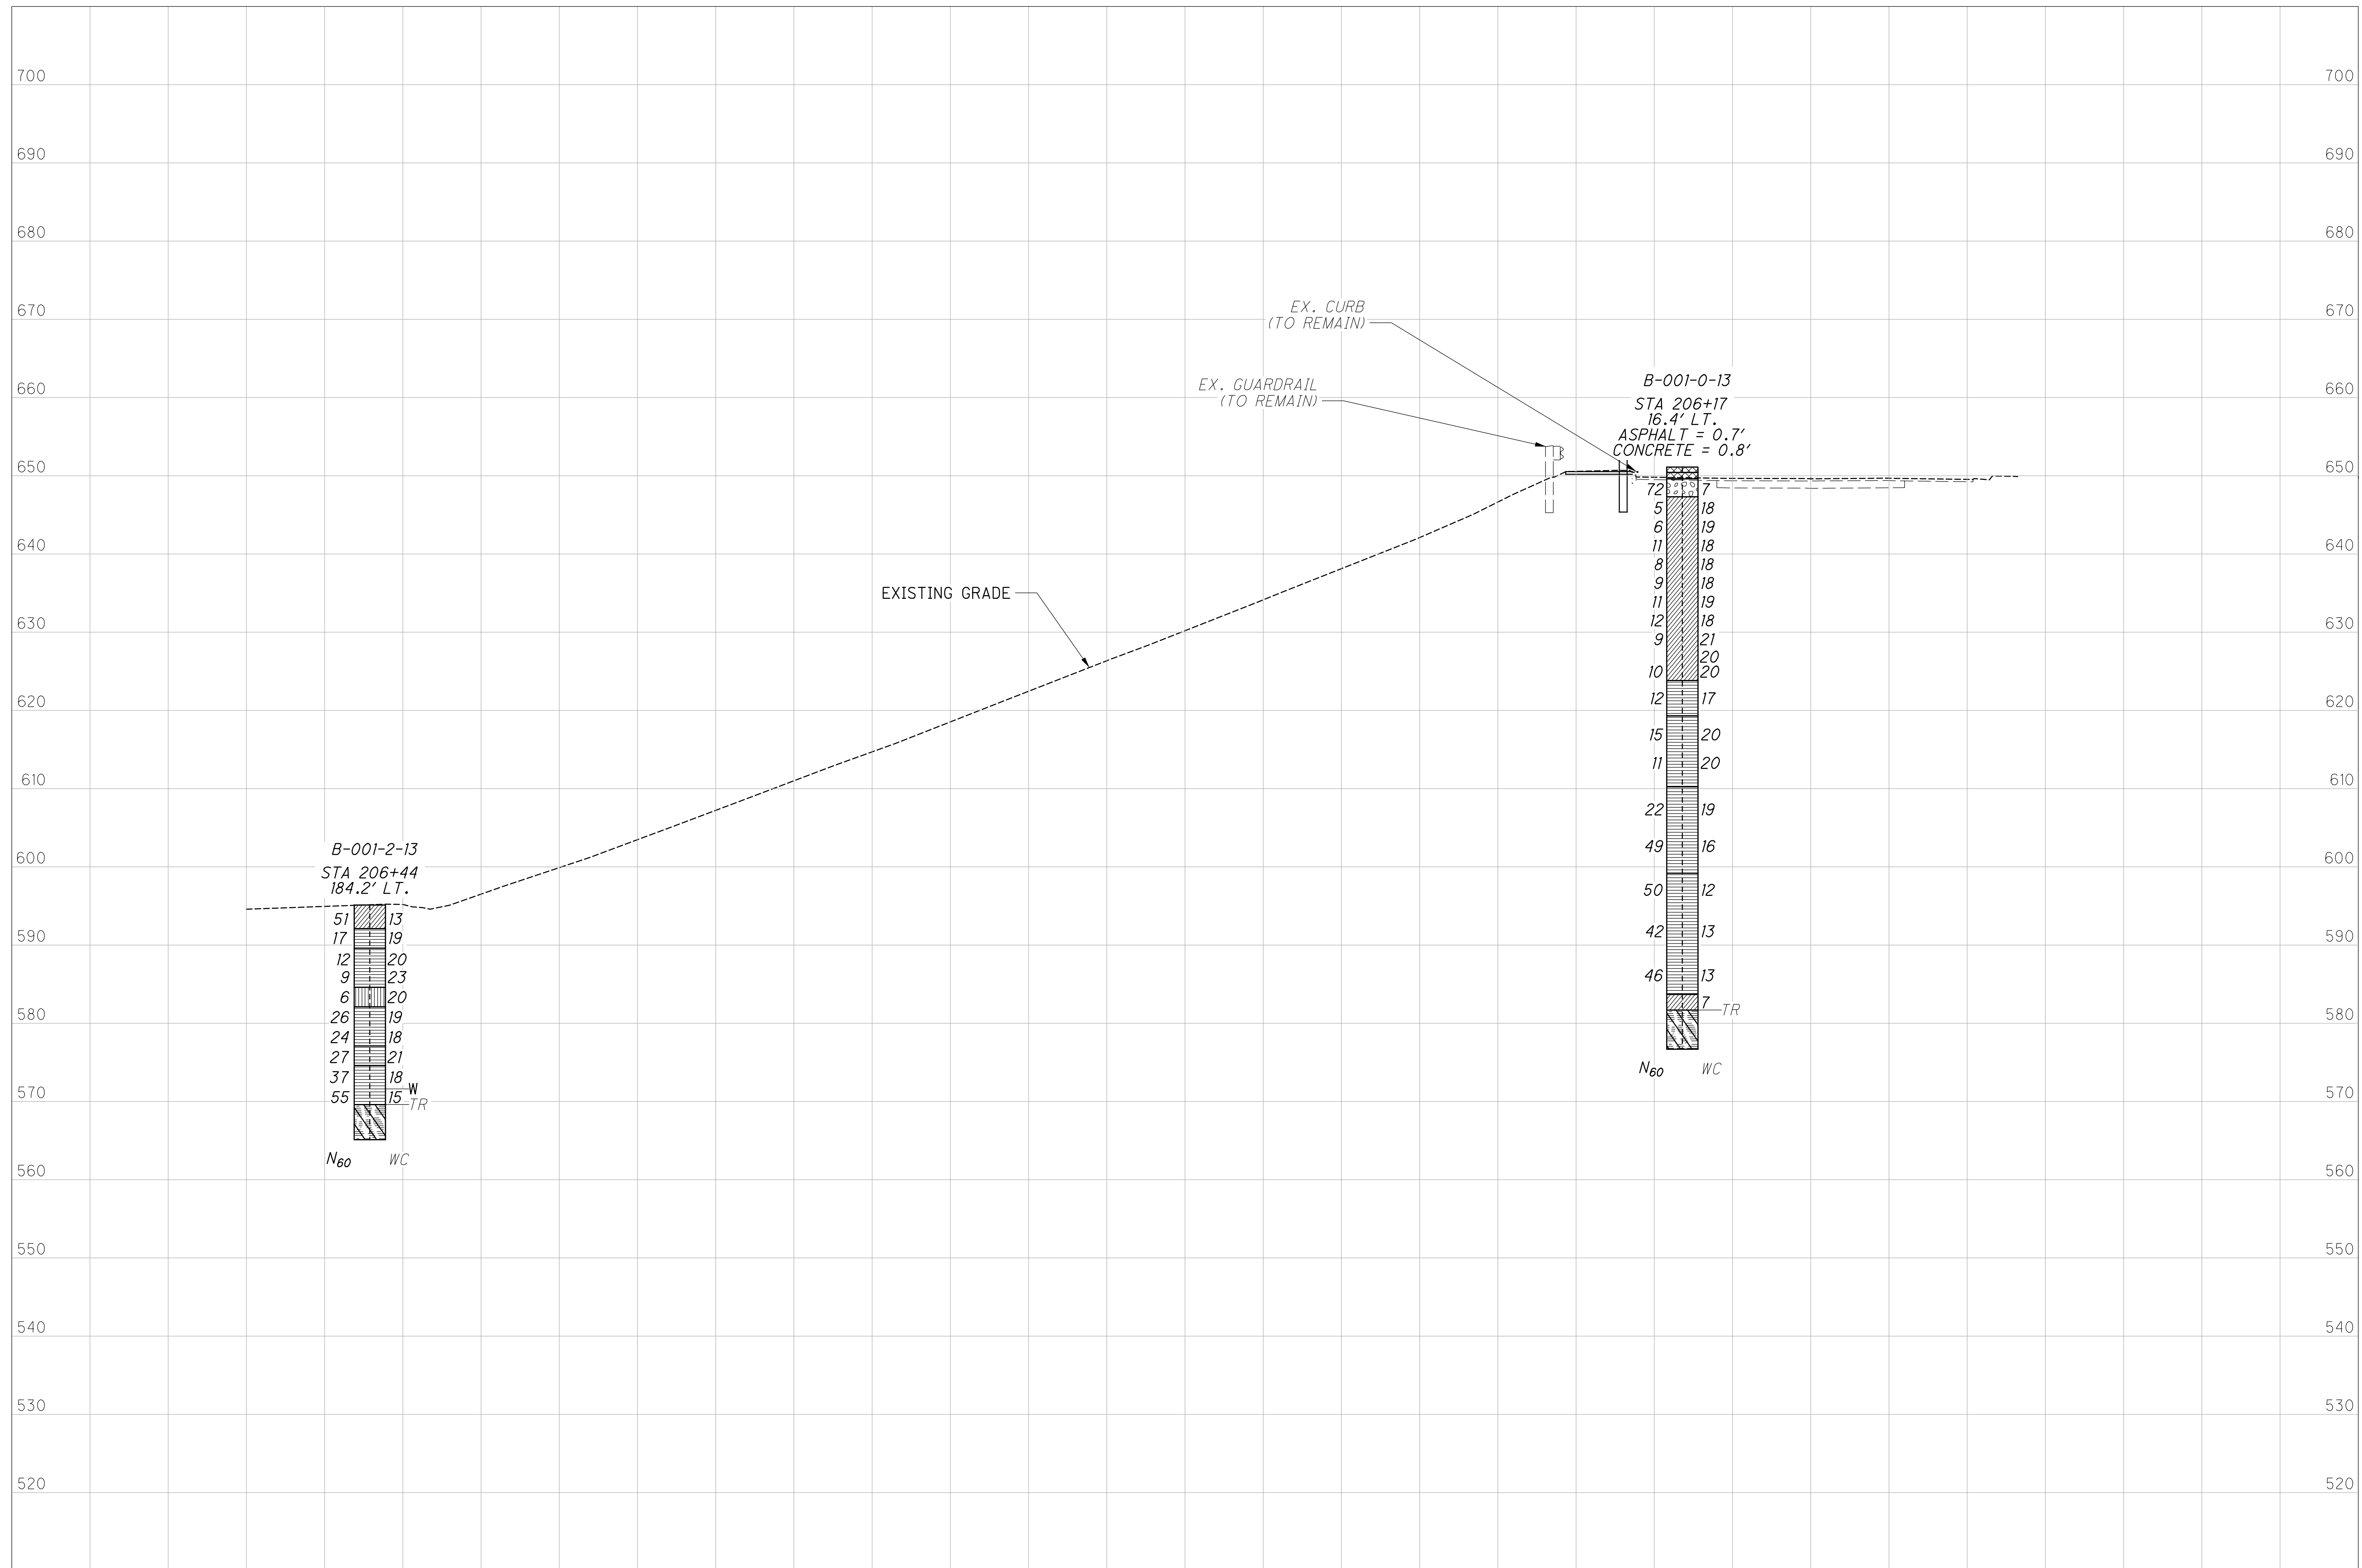 700 700
690 690
680 680
670 670
EX. CURB
(TO REMAIN)
660 660
EX. GUARDRAIL
(TO REMAIN)
B-001-0-13
STA 206+17
16.4' LT.
ASPHALT = 0.7'
CONCRETE = 0.8'
650 650
72 7
5 18
6 19
640 640
11 18
8 18
9 18
EXISTING GRADE
11 19
630 630
12 18
9 21
20
10 20
620 620
12 17
15 20
11 20
610 610
22 19
49 16
600 600
50 12
42 13
590 590
46 13
7
TR
580 580
N60 WC
B-001-2-13
STA 206+44
184.2' LT.
51 13
17 19
12 20
9 23
6 20
26 19
24 18
27 21
37 18
W
55 15
TR
570 570
N60 WC
560 560
550 550
540 540
530 530
520 520